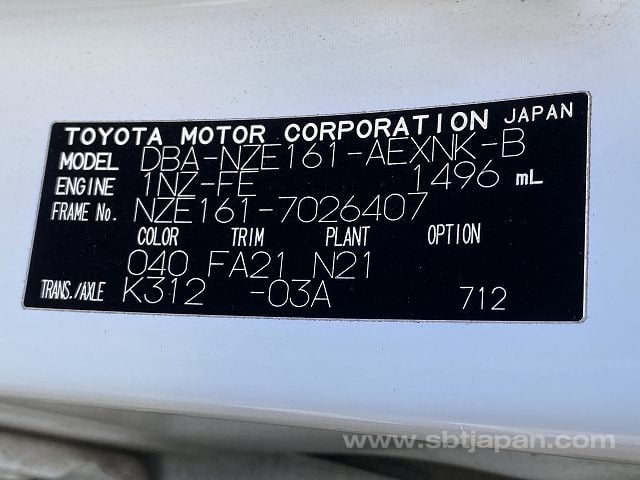 TOYOTA MOTOR CORPORATION JAPAN
MODEL DBA-NZE161-AEXNK-B
ENGINE 1NZ-FE 1496 mL
FRAME No. NZE161-7026407
COLOR TRIM PLANT OPTION
040 FA21 N21
TRANS./AXLE K312 -03A 712
www.sbtjapan.com